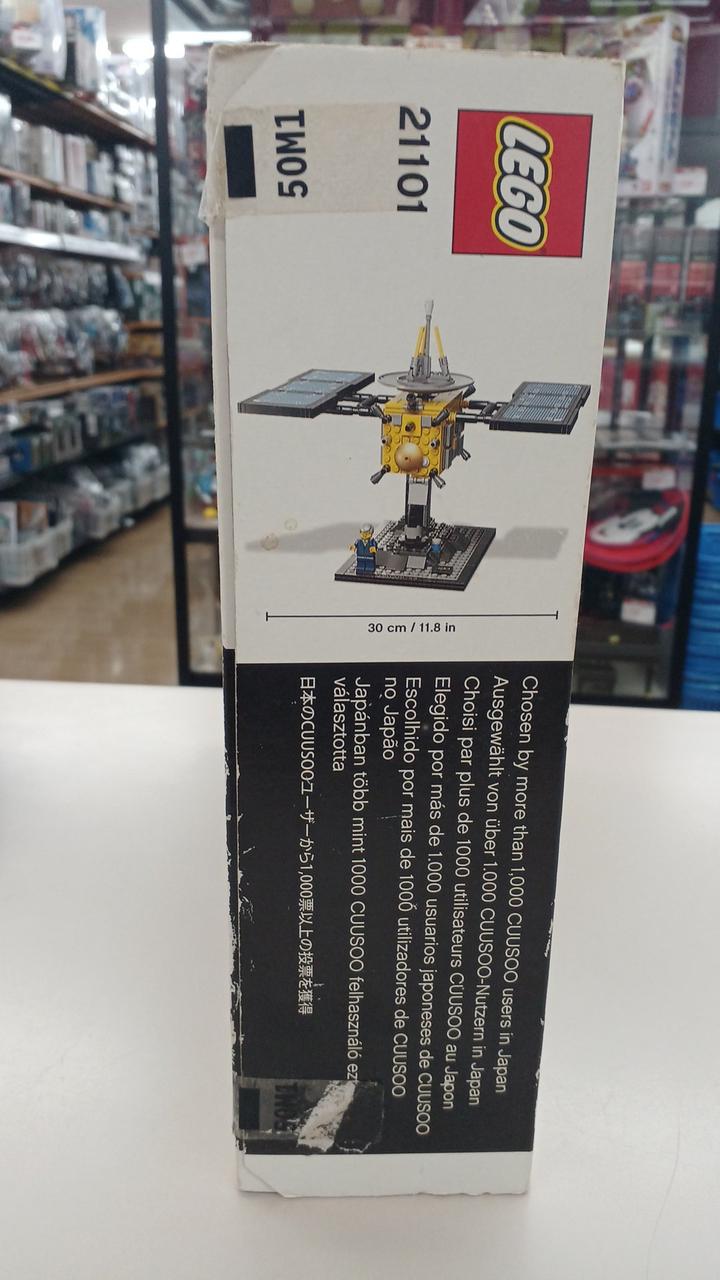 LEGO
21101
50M1
30 cm / 11.8 in
Chosen by more than 1,000 CUUSOO users in Japan
Ausgewählt von über 1.000 CUUSOO-Nutzern in Japan
Choisi par plus de 1000 utilisateurs CUUSOO au Japon
Elegido por más de 1.000 usuarios japoneses de CUUSOO
Escolhido por mais de 1000 utilizadores de CUUSOO
no Japão
Japánban több mint 1000 CUUSOO felhasználó ez
választotta
日本のCUUSOOユーザーから1,000票以上の投票を獲得
50M1